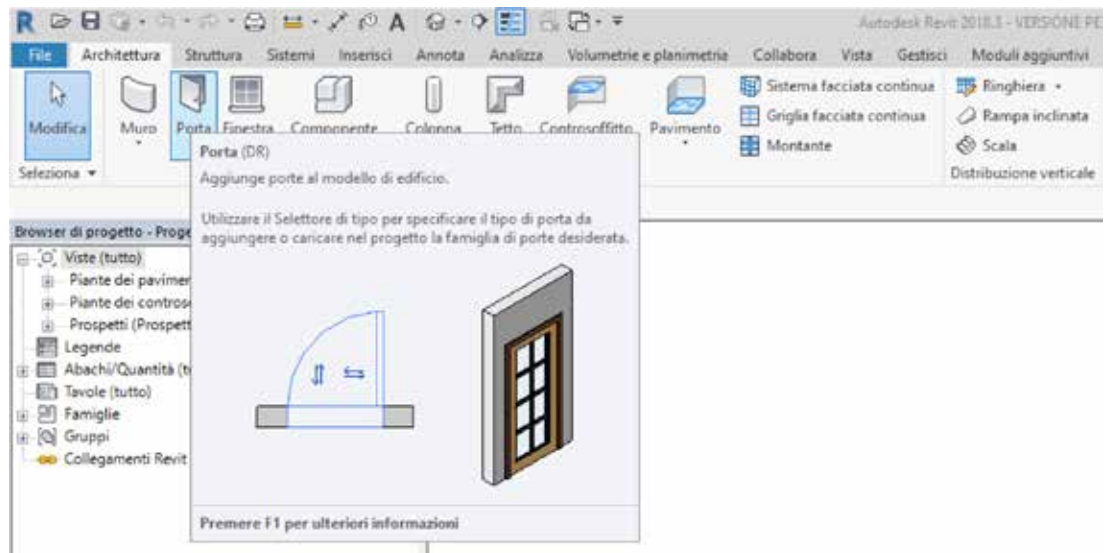 R A Autodesk Revit 2018.3 - VERSIONE PE
File Architettura Struttura Sistemi Inserisci Annota Analizza Volumetrie e planimetria Collabora Vista Gestisci Moduli aggiuntivi
Modifica Muro Porta Finestra Componente Colonna Tetto Controsoffitto Pavimento
Sistema facciata continua
Griglia facciata continua
Montante
Ringhiera
Rampa inclinata
Scala
Seleziona
Distribuzione verticale
Porta (DR)
Aggiunge porte al modello di edificio.
Utilizzare il Selettore di tipo per specificare il tipo di porta da
aggiungere o caricare nel progetto la famiglia di porte desiderata.
Premere F1 per ulteriori informazioni
Browser di progetto - Proge
Viste (tutto)
Piante dei pavimen
Piante dei controso
Prospetti (Prospett
Legende
Abachi/Quantità (t
Tavole (tutto)
Famiglie
Gruppi
Collegamenti Revit